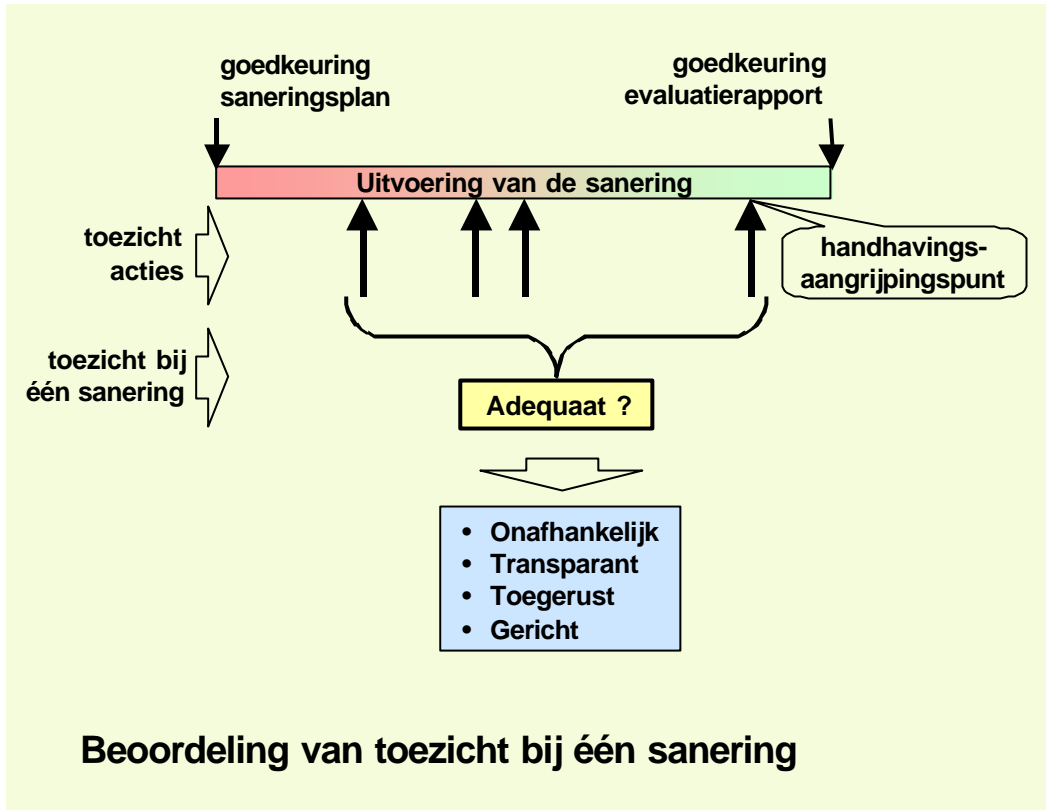 goedkeuring
saneringsplan
goedkeuring
evaluatierapport
Uitvoering van de sanering
toezicht
acties
handhavings-
aangrijpingspunt
toezicht bij
één sanering
Adequaat ?
• Onafhankelijk
• Transparant
• Toegerust
• Gericht
Beoordeling van toezicht bij één sanering